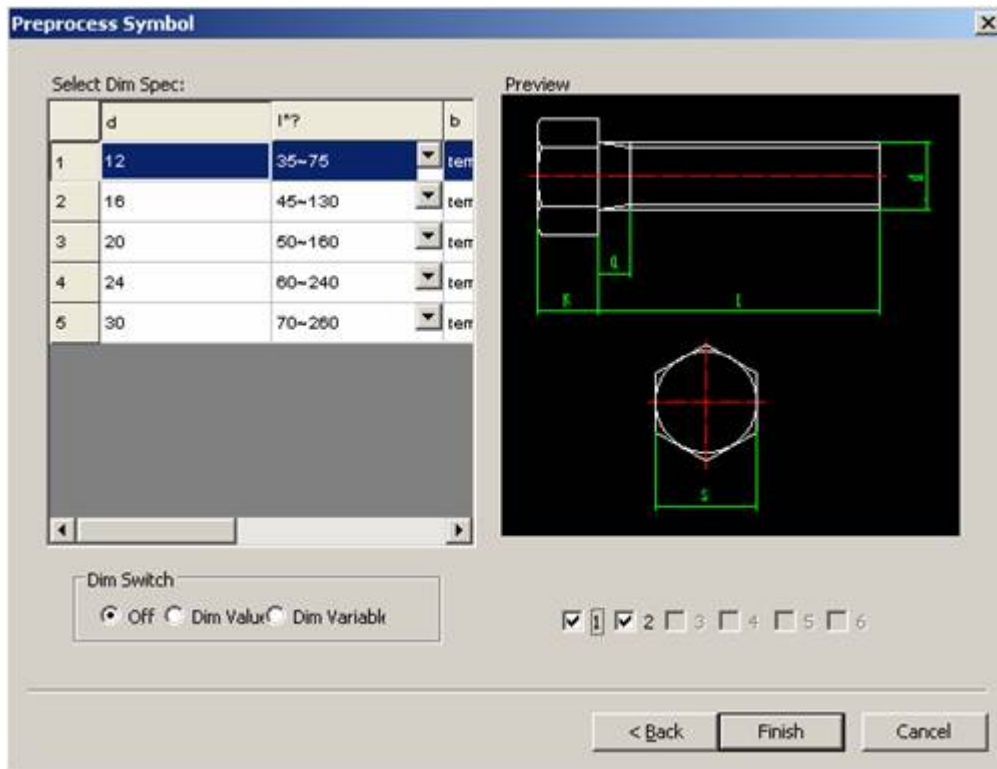 Preprocess Symbol
Select Dim Spec:
d l*? b
1 12 35~75 tem
2 16 45~130 tem
3 20 50~160 tem
4 24 60~240 tem
5 30 70~260 tem
Preview
d
a
K l
s
Dim Switch
Off Dim Value Dim Variable
1 2 3 4 5 6
< Back Finish Cancel